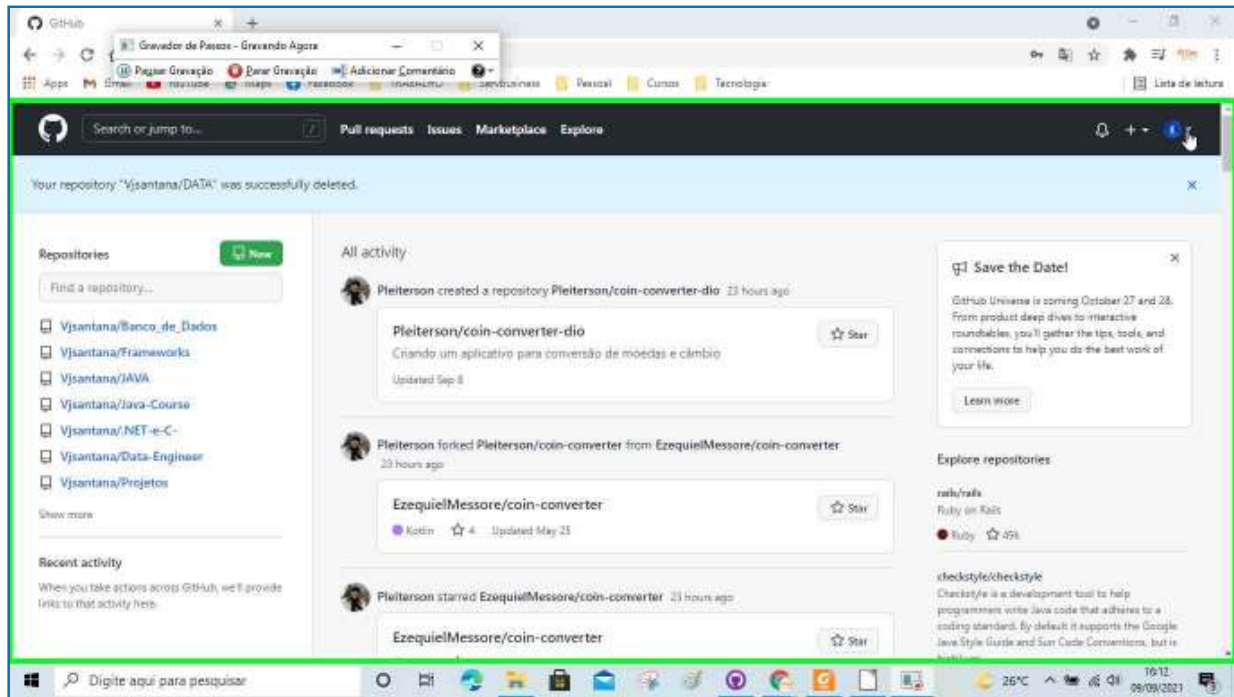 GitHub
Gravador de Passos - Gravando Agora
Pausar Gravação Parar Gravação Adicionar Comentário
Apps Gmail YouTube Maps Facebook TRABALHO Servbusiness Pessoal Cursos Tecnologia Lista de leitura
Search or jump to... / Pull requests Issues Marketplace Explore
Your repository "Vjsantana/DATA" was successfully deleted.
Repositories New
Find a repository...
Vjsantana/Banco_de_Dados
Vjsantana/Frameworks
Vjsantana/JAVA
Vjsantana/Java-Course
Vjsantana/.NET-e-C-
Vjsantana/Data-Engineer
Vjsantana/Projetos
Show more
Recent activity
When you take actions across GitHub, we'll provide
links to that activity here.
All activity
Pleiterson created a repository Pleiterson/coin-converter-dio 23 hours ago
Pleiterson/coin-converter-dio Star
Criando um aplicativo para conversão de moedas e câmbio
Updated Sep 8
Pleiterson forked Pleiterson/coin-converter from EzequielMessore/coin-converter
23 hours ago
EzequielMessore/coin-converter Star
Kotlin 4 Updated May 25
Pleiterson starred EzequielMessore/coin-converter 23 hours ago
EzequielMessore/coin-converter Star
Save the Date!
GitHub Universe is coming October 27 and 28.
From product deep dives to interactive
roundtables, you'll gather the tips, tools, and
connections to help you do the best work of
your life.
Learn more
Explore repositories
rails/rails
Ruby on Rails
Ruby 49k
checkstyle/checkstyle
Checkstyle is a development tool to help
programmers write Java code that adheres to a
coding standard. By default it supports the Google
Java Style Guide and Sun Code Conventions, but is
Digite aqui para pesquisar
26°C
16:12
09/09/2021